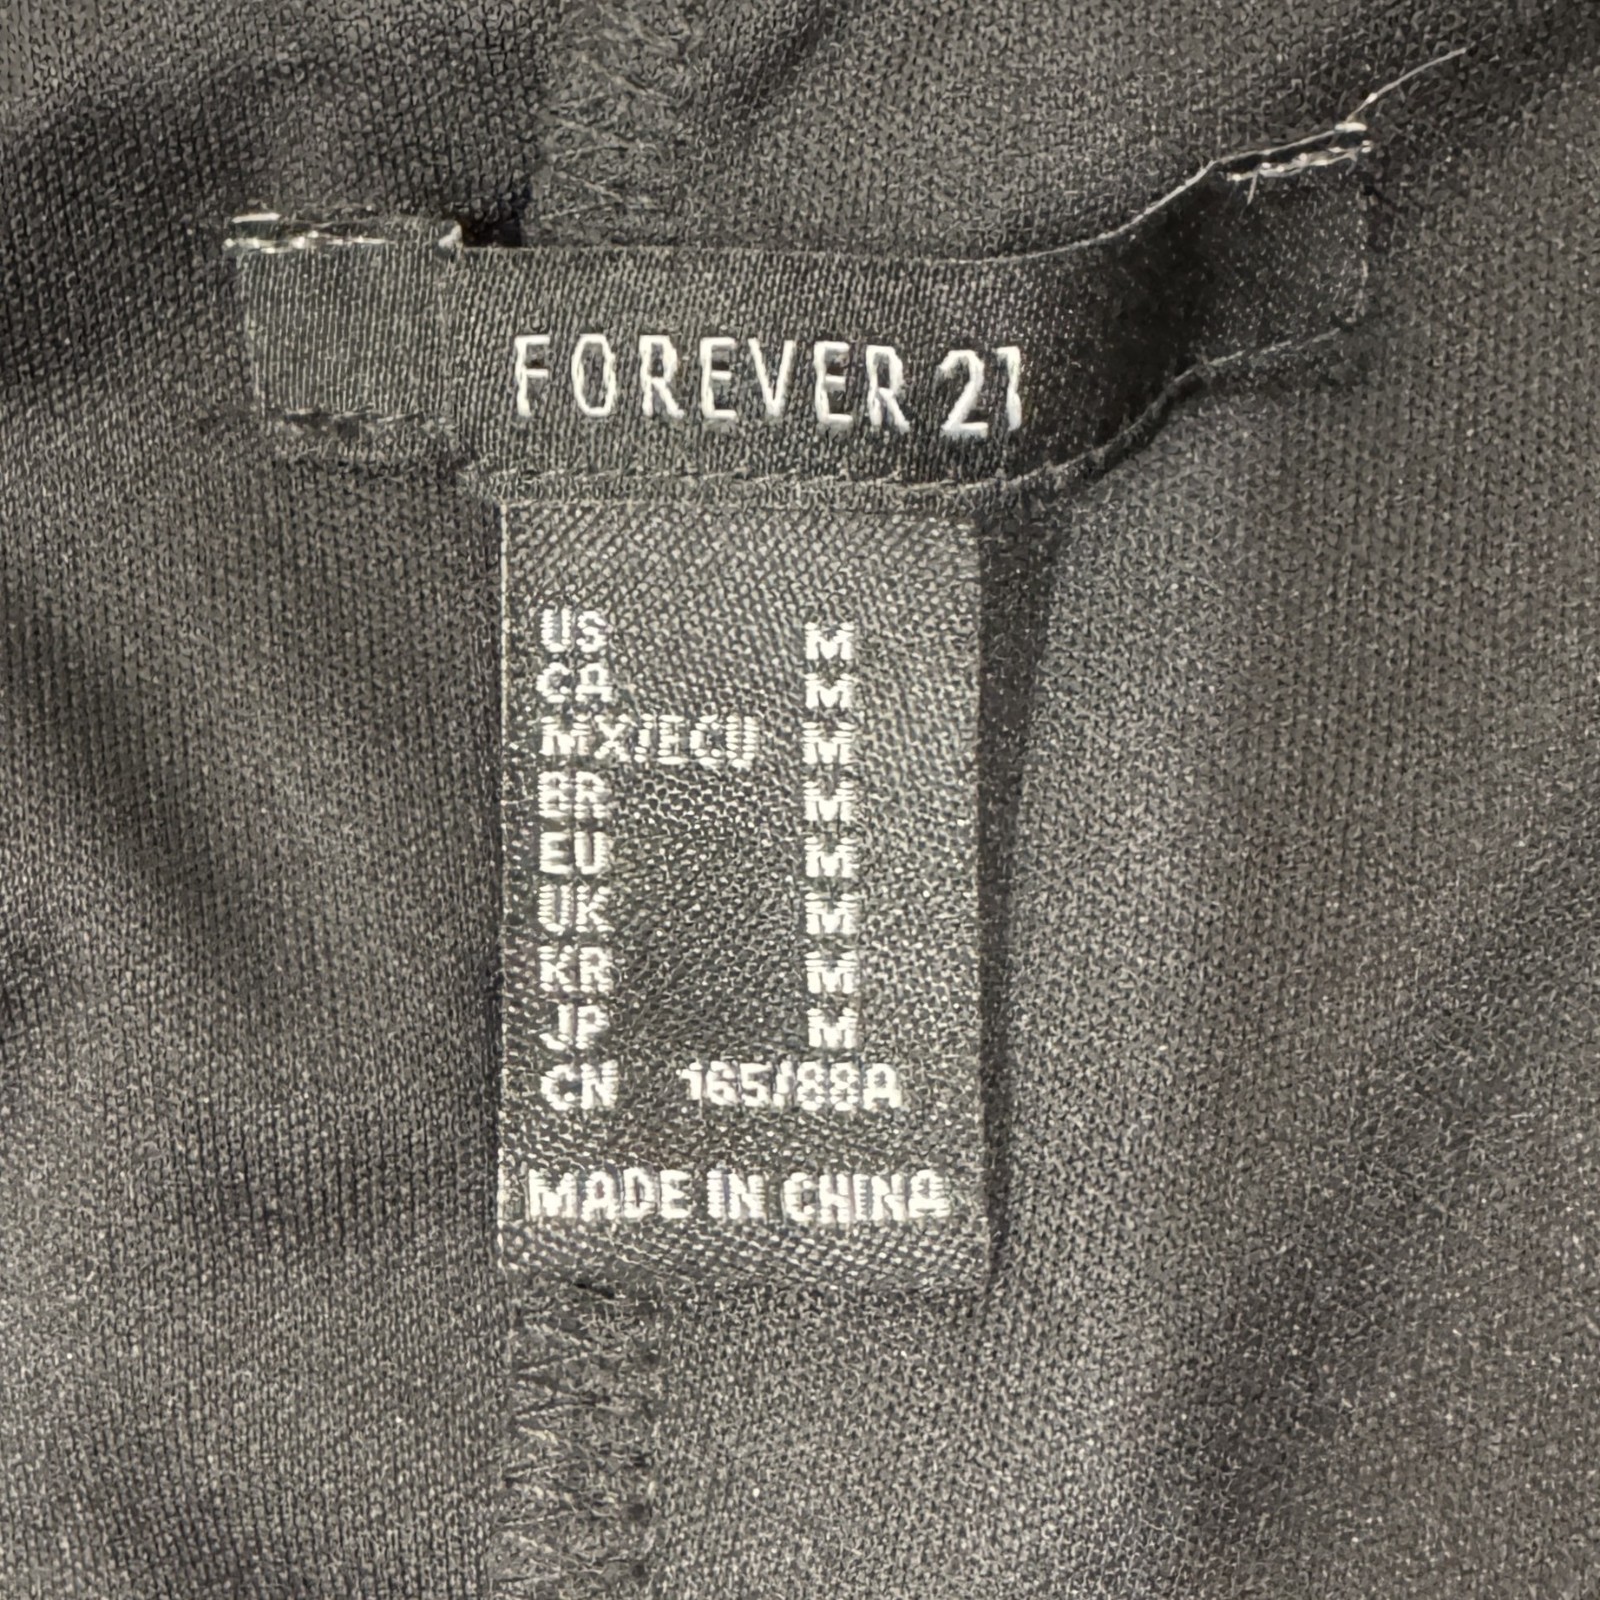 FOREVER 21
US M
CA M
MX/ECU M
BR M
EU M
UK M
KR M
JP M
CN 165/88A
MADE IN CHINA